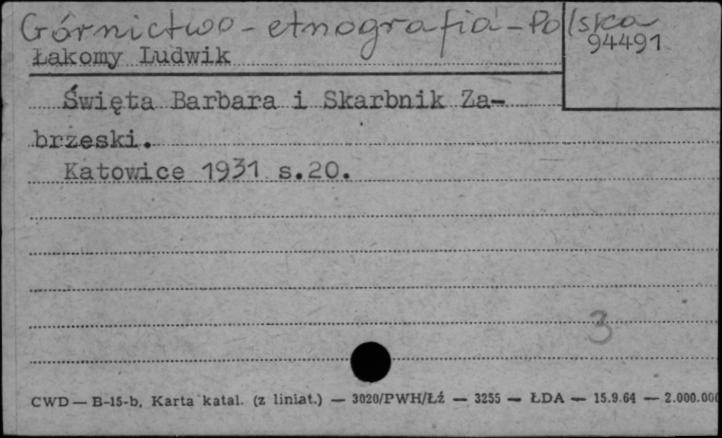 Górnictwo - etnografia - Polska
94491
Łakomy Ludwik
Święta Barbara i Skarbnik Za-
brzeski.
Katowice 1931 s.20.
3
CWD — B-15-b, Karta katal. (z liniat.) — 3020/PWH/Łź — 3255 — ŁDA — 15.9.64 — 2.000.000